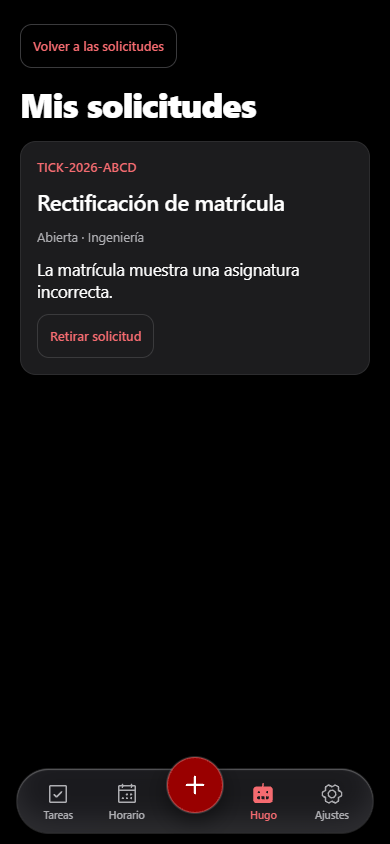 Volver a las solicitudes
Mis solicitudes
TICK-2026-ABCD
Rectificación de matrícula
Abierta · Ingeniería
La matrícula muestra una asignatura
incorrecta.
Retirar solicitud
Tareas
Horario
Hugo
Ajustes